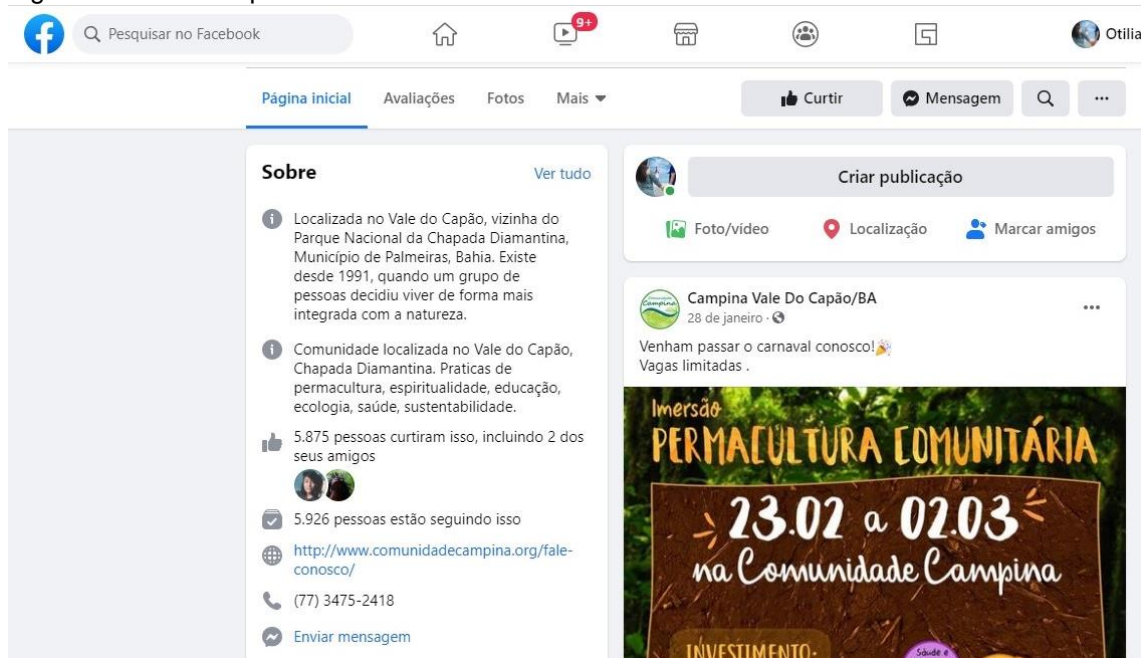 Pesquisar no Facebook
9+
Otilia
Página inicial Avaliações Fotos Mais
Curtir Mensagem
Sobre
Ver tudo
Localizada no Vale do Capão, vizinha do
Parque Nacional da Chapada Diamantina,
Município de Palmeiras, Bahia. Existe
desde 1991, quando um grupo de
pessoas decidiu viver de forma mais
integrada com a natureza.
Comunidade localizada no Vale do Capão,
Chapada Diamantina. Praticas de
permacultura, espiritualidade, educação,
ecologia, saúde, sustentabilidade.
5.875 pessoas curtiram isso, incluindo 2 dos
seus amigos
5.926 pessoas estão seguindo isso
http://www.comunidadecampina.org/fale-
conosco/
(77) 3475-2418
Enviar mensagem
Criar publicação
Foto/vídeo Localização Marcar amigos
Campina Vale Do Capão/BA
28 de janeiro ·
Venham passar o carnaval conosco!🎉
Vagas limitadas .
Imersão
PERMACULTURA COMUNITÁRIA
23.02 a 02.03
na Comunidade Campina
INVESTIMENTO:
Saúde e